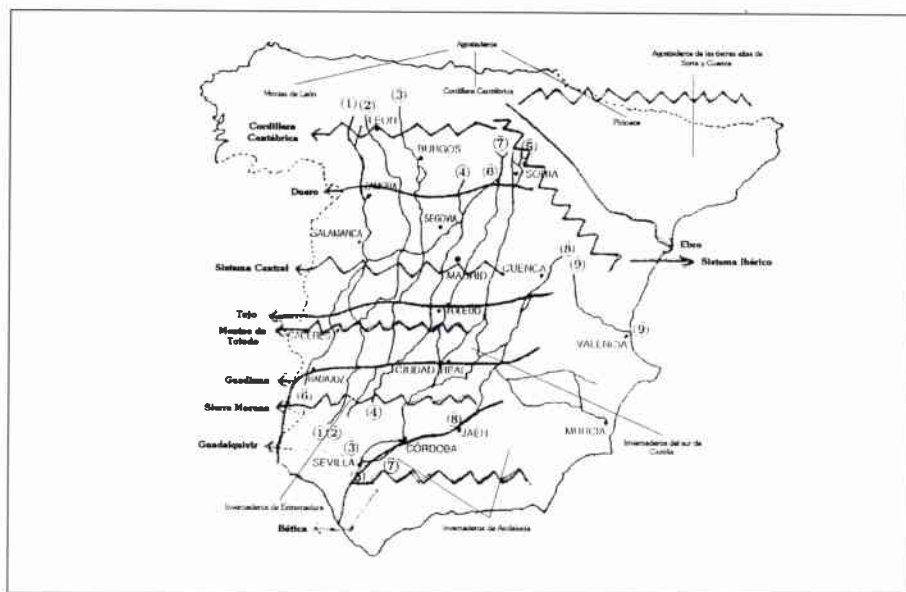 Agostaderos
Agostaderos de las tierras altas de
Soria y Cuenca
Montes de León
Cordillera Cantábrica
Pirineos
(1)
(2)
(3)
LEON
Cordillera
Cantábrica
BURGOS
(7)
(5)
SORIA
(4)
(6)
Duero
ZAMORA
SEGOVIA
SALAMANCA
Ebro
Sistema Ibérico
(8)
(9)
Sistema Central
MADRID
CUENCA
Tajo
TOLEDO
Montes de
Toledo
CACERES
(9)
VALENCIA
Guadiana
BADAJOZ
CIUDAD REAL
(6)
Sierra Morena
(4)
(8)
JAEN
MURCIA
(1)
(2)
(3)
Guadalquivir
CÓRDOBA
SEVILLA
(7)
(5)
Invernaderos del sur de
Castilla
Invernaderos de Extremadura
Invernaderos de Andalucía
Bética